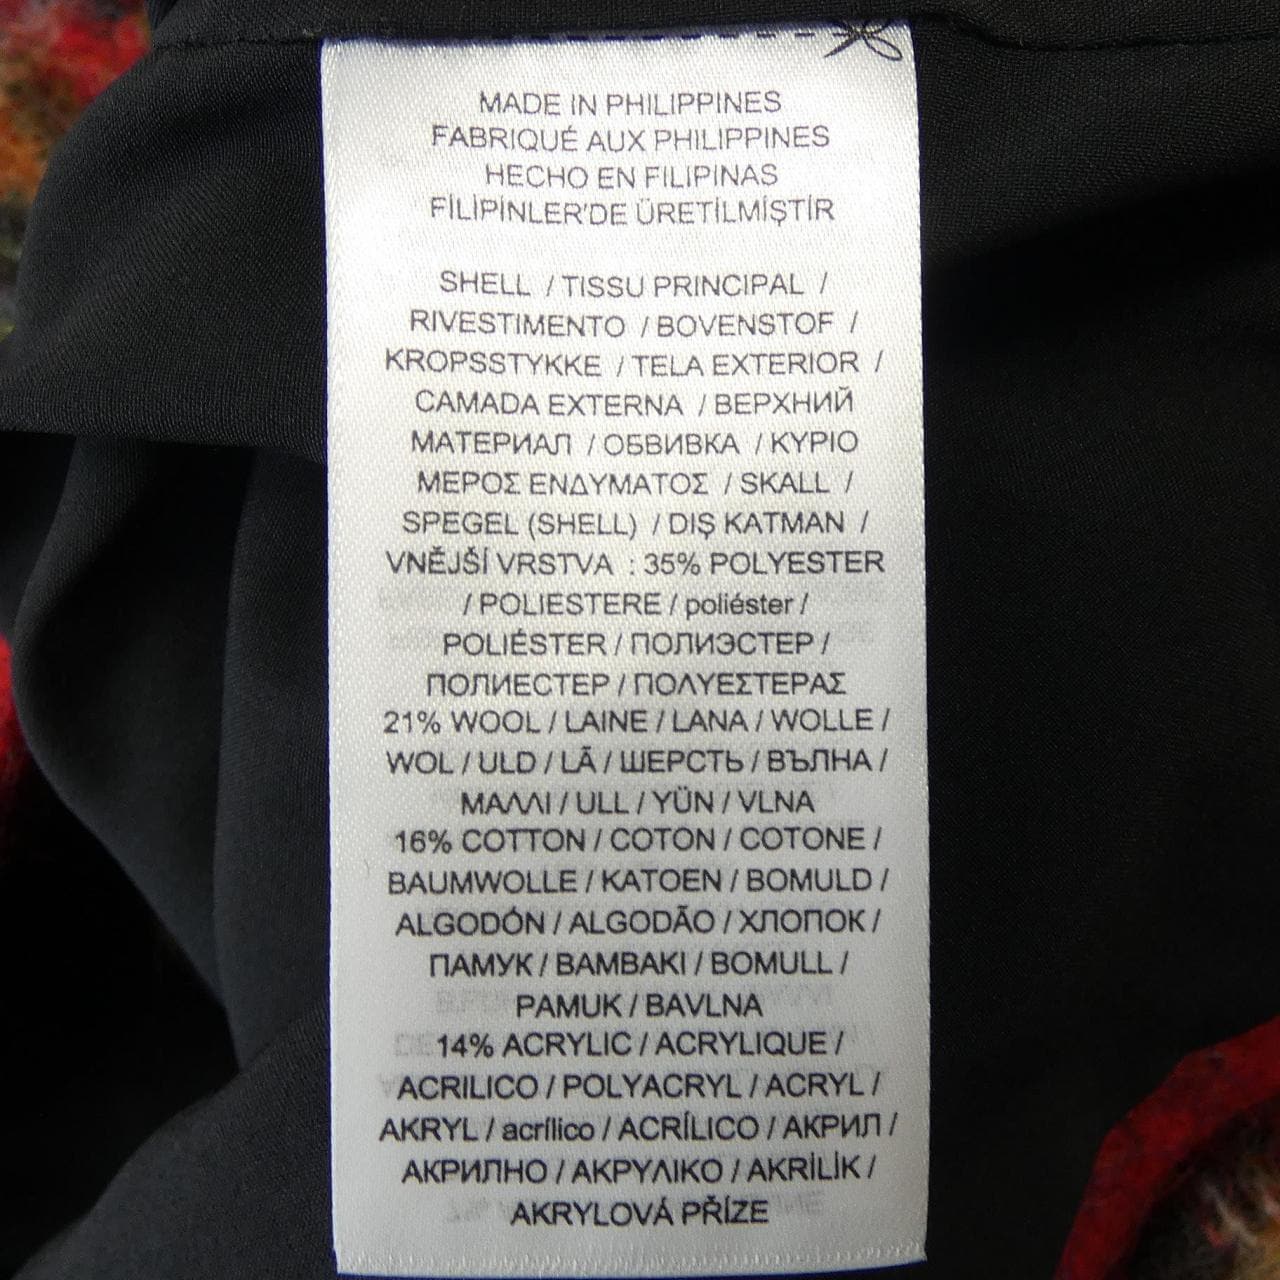 MADE IN PHILIPPINES
FABRIQUÉ AUX PHILIPPINES
HECHO EN FILIPINAS
FİLİPİNLER'DE ÜRETİLMİŞTİR
SHELL / TISSU PRINCIPAL /
RIVESTIMENTO / BOVENSTOF /
KROPSSTYKKE / TELA EXTERIOR /
CAMADA EXTERNA / ВЕРХНИЙ
МАТЕРИАЛ / ОБВИВКА / ΚΥΡΙΟ
ΜΕΡΟΣ ΕΝΔΥΜΑΤΟΣ / SKALL /
SPEGEL (SHELL) / DIŞ KATMAN /
VNĚJŠÍ VRSTVA : 35% POLYESTER
/ POLIESTERE / poliéster /
POLIÉSTER / ПОЛИЭСТЕР /
ПОЛИЕСТЕР / ΠΟΛΥΕΣΤΕΡΑΣ
21% WOOL / LAINE / LANA / WOLLE /
WOL / ULD / LÃ / ШЕРСТЬ / ВЪЛНА /
ΜΑΛΛΙ / ULL / YÜN / VLNA
16% COTTON / COTON / COTONE /
BAUMWOLLE / KATOEN / BOMULD /
ALGODÓN / ALGODÃO / ХЛОПОК /
ПАМУК / ΒΑΜΒΑΚΙ / BOMULL /
PAMUK / BAVLNA
14% ACRYLIC / ACRYLIQUE /
ACRILICO / POLYACRYL / ACRYL /
AKRYL / acrílico / ACRÍLICO / АКРИЛ /
АКРИЛНО / ΑΚΡΥΛΙΚΟ / AKRİLİK /
AKRYLOVÁ PŘÍZE